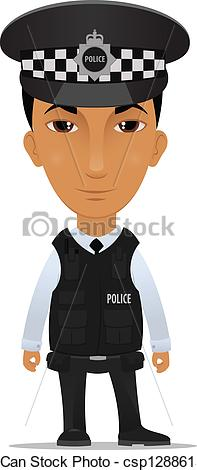 POLICE
© Can Stock Photo
POLICE
Can Stock Photo - csp128861